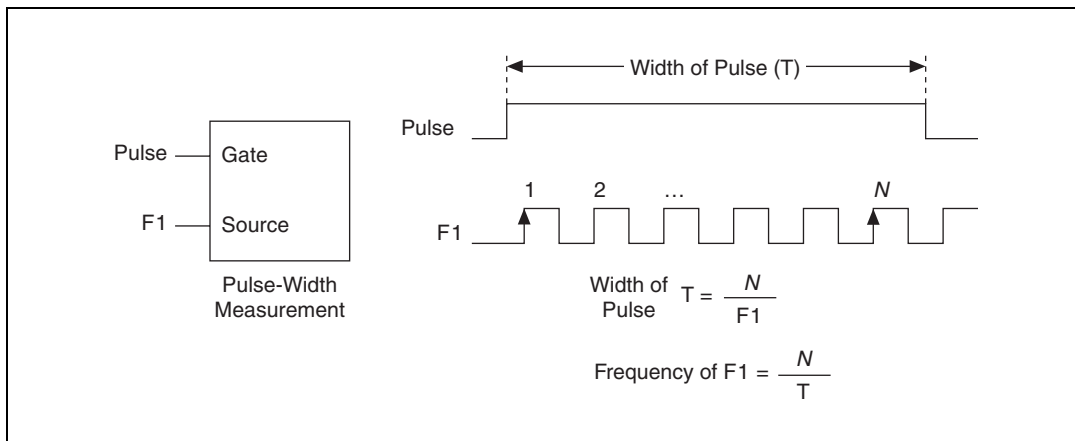 Width of Pulse (T)
Pulse
Pulse
Gate
1 2 … N
F1
Source
F1
Pulse-Width
Measurement
Width of
Pulse
T = N
F1
Frequency of F1 = N
T